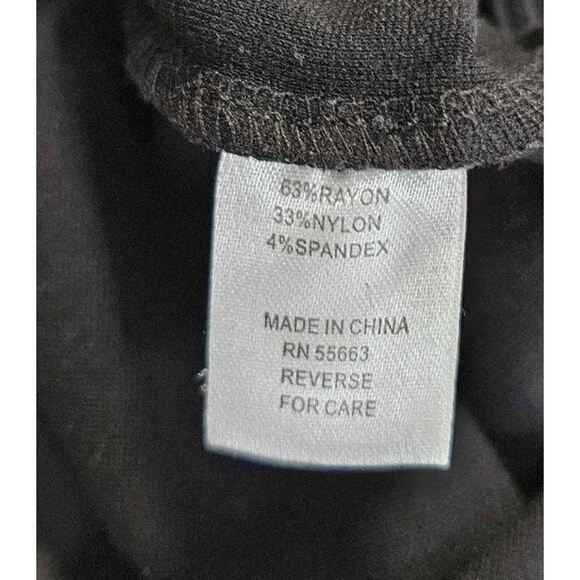 63%RAYON
33%NYLON
4%SPANDEX
MADE IN CHINA
RN 55663
REVERSE
FOR CARE